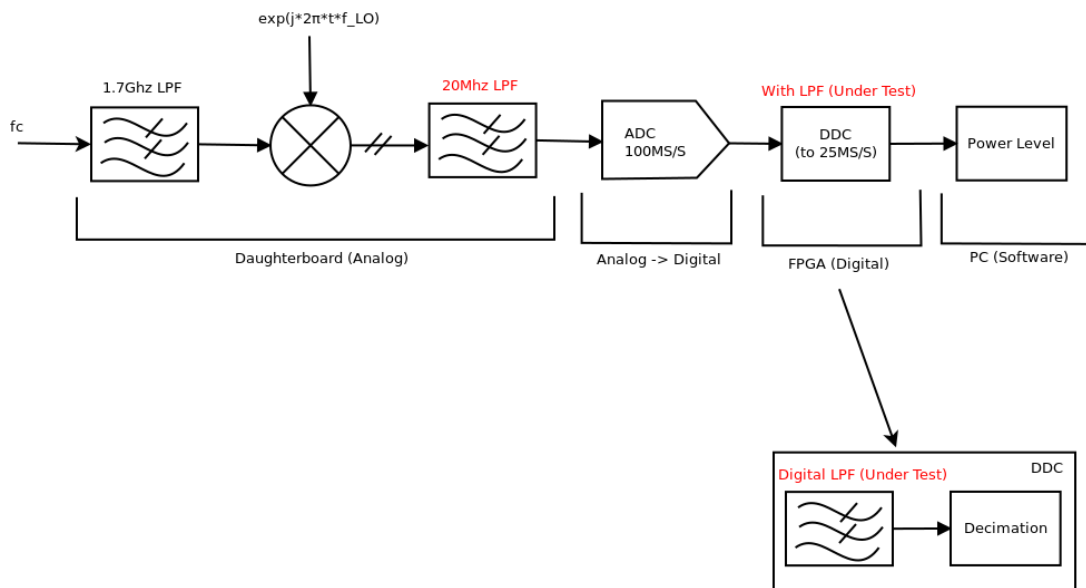 exp(j*2π*t*f_LO)
1.7Ghz LPF
20Mhz LPF
With LPF (Under Test)
fc
ADC
100MS/S
DDC
(to 25MS/S)
Power Level
Daughterboard (Analog)
Analog -> Digital
FPGA (Digital)
PC (Software)
Digital LPF (Under Test)
DDC
Decimation